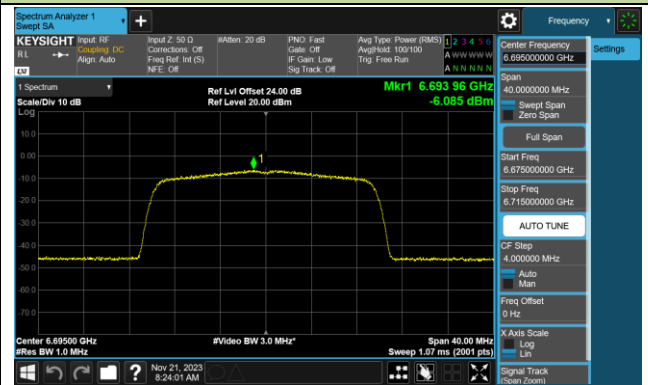 Spectrum Analyzer 1
Swept SA
Frequency
KEYSIGHT
RL
Input: RF
Coupling: DC
Align: Auto
Input Z: 50 Ω
Corrections: Off
Freq Ref: Int (S)
NFE: Off
#Atten: 20 dB
PNO: Fast
Gate: Off
IF Gain: Low
Sig Track: Off
Avg Type: Power (RMS)
Avg|Hold: 100/100
Trig: Free Run
1 2 3 4 5 6
A W W W W W
A N N N N N
1 Spectrum
Scale/Div 10 dB
Ref Lvl Offset 24.00 dB
Ref Level 20.00 dBm
Mkr1 6.693 96 GHz
-6.085 dBm
Log
10.0
0.00
-10.0
-20.0
-30.0
-40.0
-50.0
-60.0
-70.0
1
Center 6.69500 GHz
#Res BW 1.0 MHz
#Video BW 3.0 MHz*
Span 40.00 MHz
Sweep 1.07 ms (2001 pts)
Nov 21, 2023
8:24:01 AM
Center Frequency
6.695000000 GHz
Settings
Span
40.0000000 MHz
Swept Span
Zero Span
Full Span
Start Freq
6.675000000 GHz
Stop Freq
6.715000000 GHz
AUTO TUNE
CF Step
4.000000 MHz
Auto
Man
Freq Offset
0 Hz
X Axis Scale
Log
Lin
Signal Track
(Span Zoom)